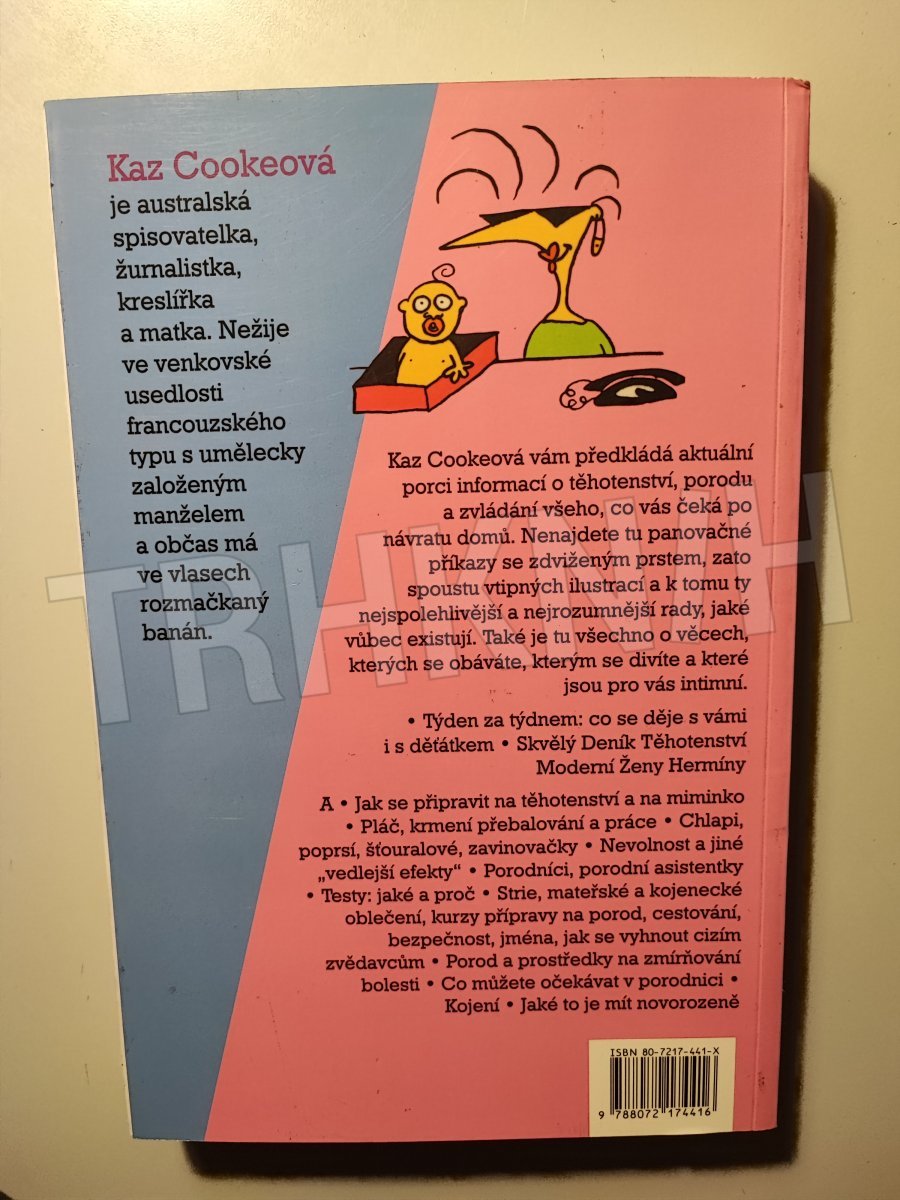 Kaz Cookeová
je australská
spisovatelka,
žurnalistka,
kreslířka
a matka. Nežije
ve venkovské
usedlosti
francouzského
typu s umělecky
založeným
manželem
a občas má
ve vlasech
rozmačkaný
banán.
Kaz Cookeová vám předkládá aktuální
porci informací o těhotenství, porodu
a zvládání všeho, co vás čeká po
návratu domů. Nenajdete tu panovačné
příkazy se zdviženým prstem, zato
spoustu vtipných ilustrací a k tomu ty
nejspolehlivější a nejrozumnější rady, jaké
vůbec existují. Také je tu všechno o věcech,
kterých se obáváte, kterým se divíte a které
jsou pro vás intimní.
• Týden za týdnem: co se děje s vámi
i s děťátkem • Skvělý Deník Těhotenství
Moderní Ženy Hermíny
A • Jak se připravit na těhotenství a na miminko
• Pláč, krmení přebalování a práce • Chlapi,
poprsí, šťouralové, zavinovačky • Nevolnost a jiné
„vedlejší efekty“ • Porodníci, porodní asistentky
• Testy: jaké a proč • Strie, mateřské a kojenecké
oblečení, kurzy přípravy na porod, cestování,
bezpečnost, jména, jak se vyhnout cizím
zvědavcům • Porod a prostředky na zmírňování
bolesti • Co můžete očekávat v porodnici •
Kojení • Jaké to je mít novorozeně
ISBN 80-7217-441-X
9 788072 174416
TRHKNIH